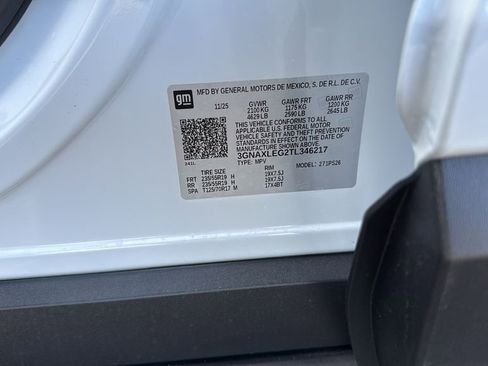 gm
MFD BY GENERAL MOTORS DE MEXICO, S. DE R.L. DE C.V.
11/25 GVWR GAWR FRT GAWR RR
2100 KG 1175 KG 1200 KG
4629 LB 2590 LB 2645 LB
THIS VEHICLE CONFORMS TO ALL
APPLICABLE U.S. FEDERAL MOTOR
VEHICLE SAFETY AND THEFT
PREVENTION STANDARDS IN
EFFECT ON THE DATE OF
MANUFACTURE SHOWN ABOVE.
3GNAXLEG2TL346217
TYPE: MPV MODEL: 271PS26
241L
TIRE SIZE RIM
FRT 235/55R19 H 19X7.5J
RR 235/55R19 H 19X7.5J
SPA T125/70R17 M 17X4BT